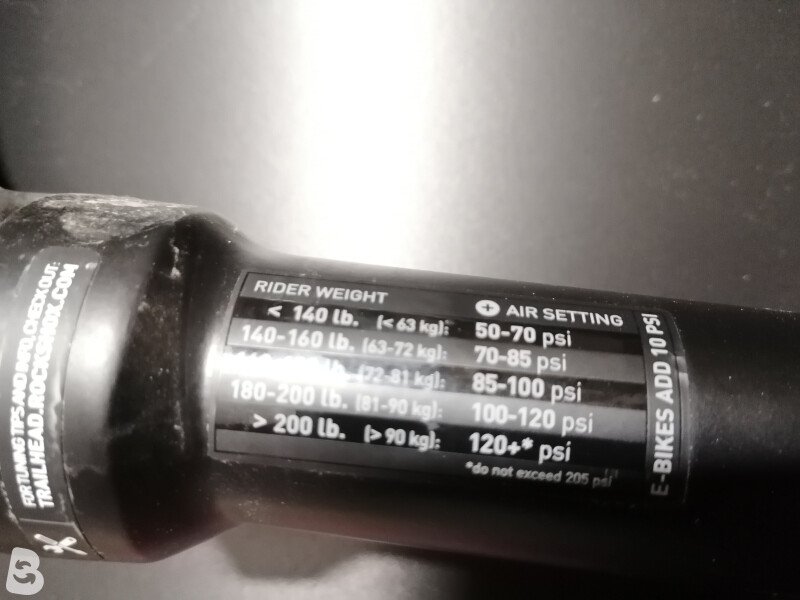 FOR TUNING TIPS AND INFO, CHECK OUT:
TRAILHEAD.ROCKSHOX.COM
RIDER WEIGHT + AIR SETTING
< 140 lb. (< 63 kg): 50-70 psi
140-160 lb. (63-72 kg): 70-85 psi
lb. (72-81 kg): 85-100 psi
180-200 lb. (81-90 kg): 100-120 psi
> 200 lb. (> 90 kg): 120+* psi
*do not exceed 205 psi
E-BIKES ADD 10 PSI